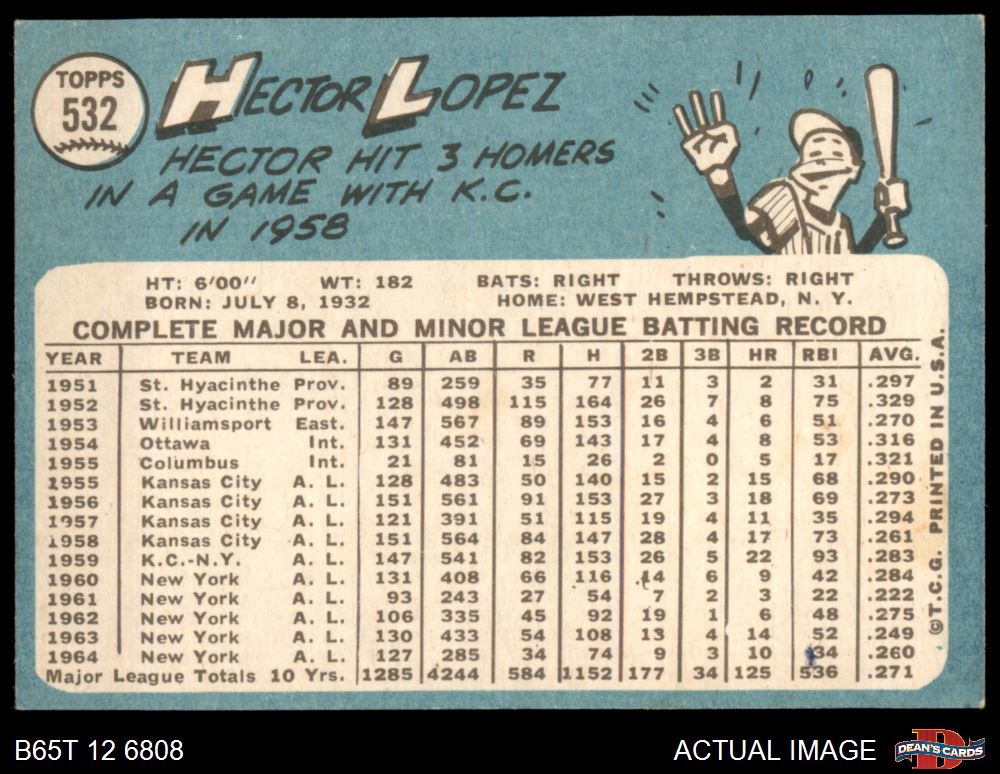 TOPPS
532
HECTOR LOPEZ
HECTOR HIT 3 HOMERS
IN A GAME WITH K.C.
IN 1958
HT: 6'00" WT: 182 BATS: RIGHT THROWS: RIGHT
BORN: JULY 8, 1932 HOME: WEST HEMPSTEAD, N. Y.
COMPLETE MAJOR AND MINOR LEAGUE BATTING RECORD
YEAR TEAM LEA. G AB R H 2B 3B HR RBI AVG.
1951 St. Hyacinthe Prov. 89 259 35 77 11 3 2 31 .297
1952 St. Hyacinthe Prov. 128 498 115 164 26 7 8 75 .329
1953 Williamsport East. 147 567 89 153 16 4 6 51 .270
1954 Ottawa Int. 131 452 69 143 17 4 8 53 .316
1955 Columbus Int. 21 81 15 26 2 0 5 17 .321
1955 Kansas City A. L. 128 483 50 140 15 2 15 68 .290
1956 Kansas City A. L. 151 561 91 153 27 3 18 69 .273
1957 Kansas City A. L. 121 391 51 115 19 4 11 35 .294
1958 Kansas City A. L. 151 564 84 147 28 4 17 73 .261
1959 K.C.-N.Y. A. L. 147 541 82 153 26 5 22 93 .283
1960 New York A. L. 131 408 66 116 14 6 9 42 .284
1961 New York A. L. 93 243 27 54 7 2 3 22 .222
1962 New York A. L. 106 335 45 92 19 1 6 48 .275
1963 New York A. L. 130 433 54 108 13 4 14 52 .249
1964 New York A. L. 127 285 34 74 9 3 10 34 .260
Major League Totals 10 Yrs. 1285 4244 584 1152 177 34 125 536 .271
©T.C.G. PRINTED IN U.S.A.
B65T 12 6808 ACTUAL IMAGE
DEAN'S CARDS